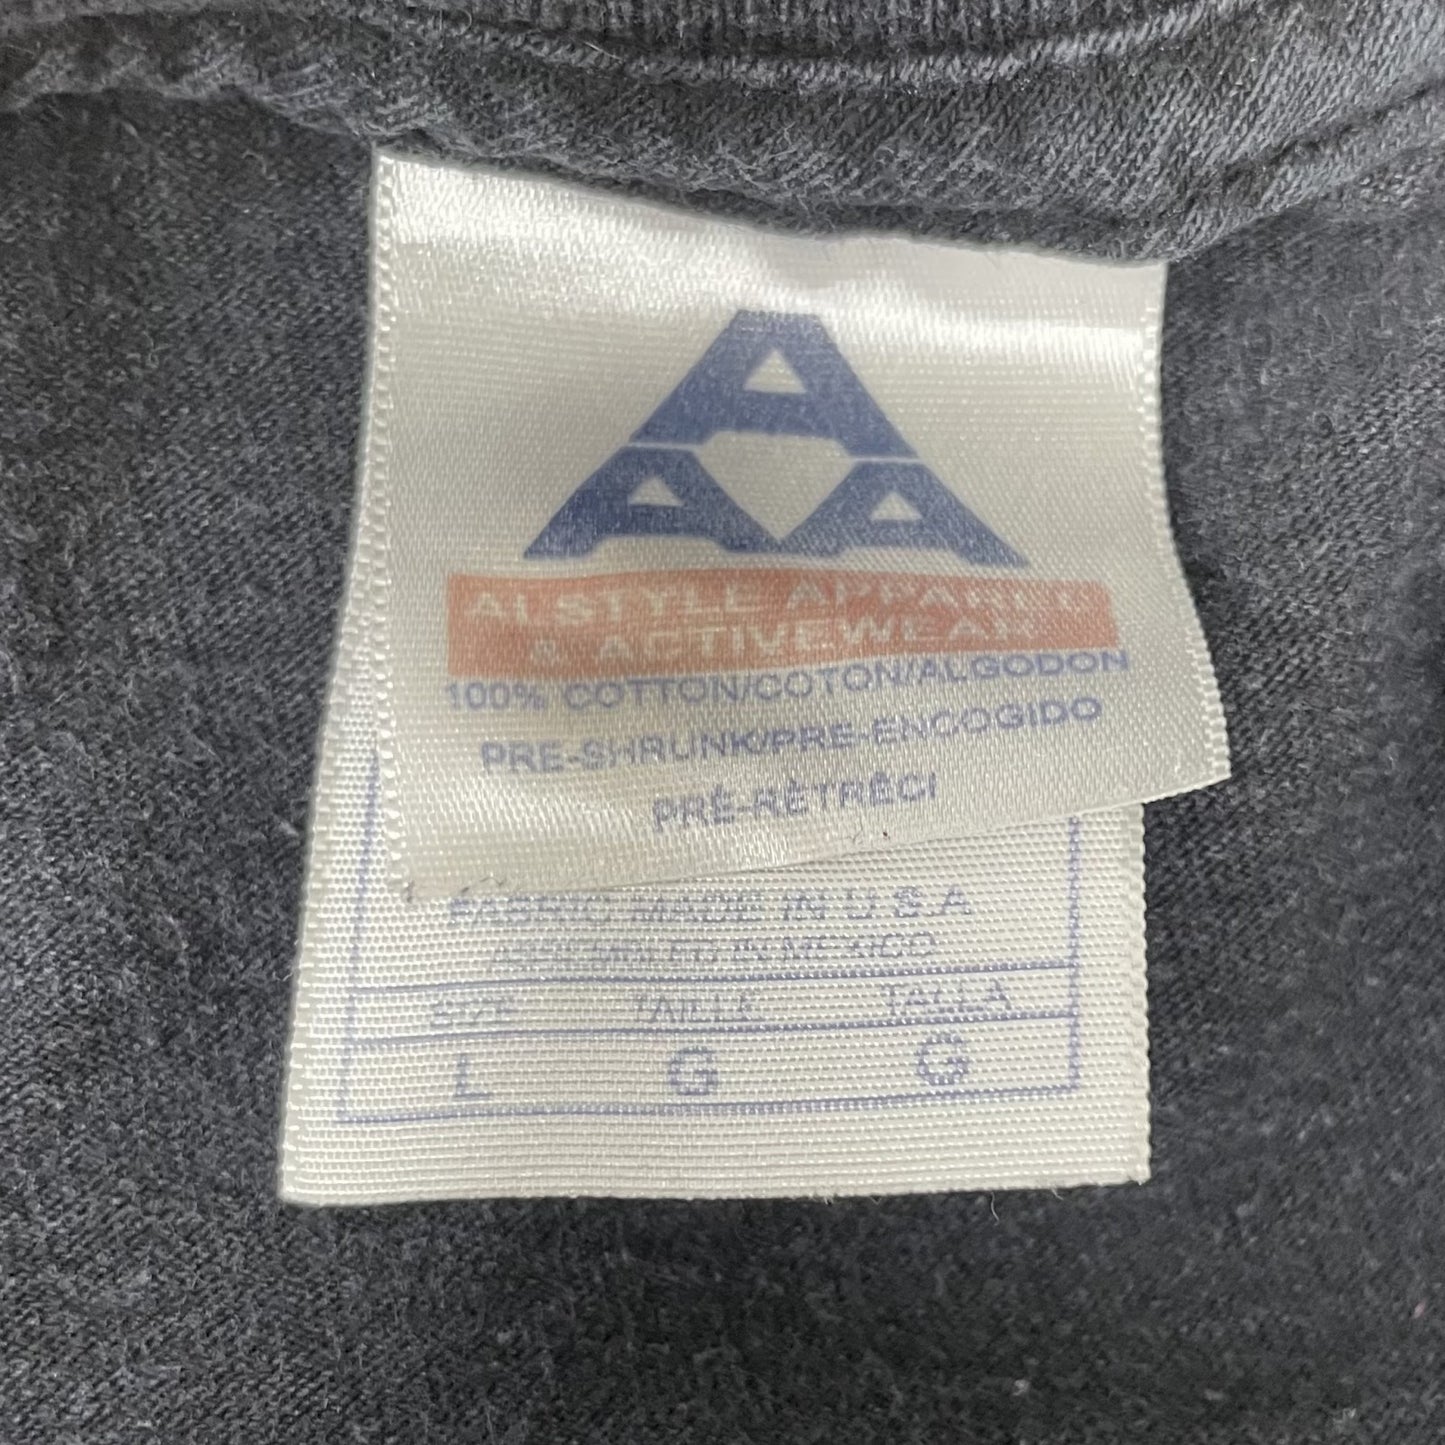 A
A A
ALSTYLE APPAREL
& ACTIVEWEAR
100% COTTON/COTON/ALGODON
PRE-SHRUNK/PRE-ENCOGIDO
PRÉ-RÈTRÉCI
FABRIC MADE IN U.S.A
ASSEMBLED IN MEXICO
SIZE TAILLE TALLA
L G G